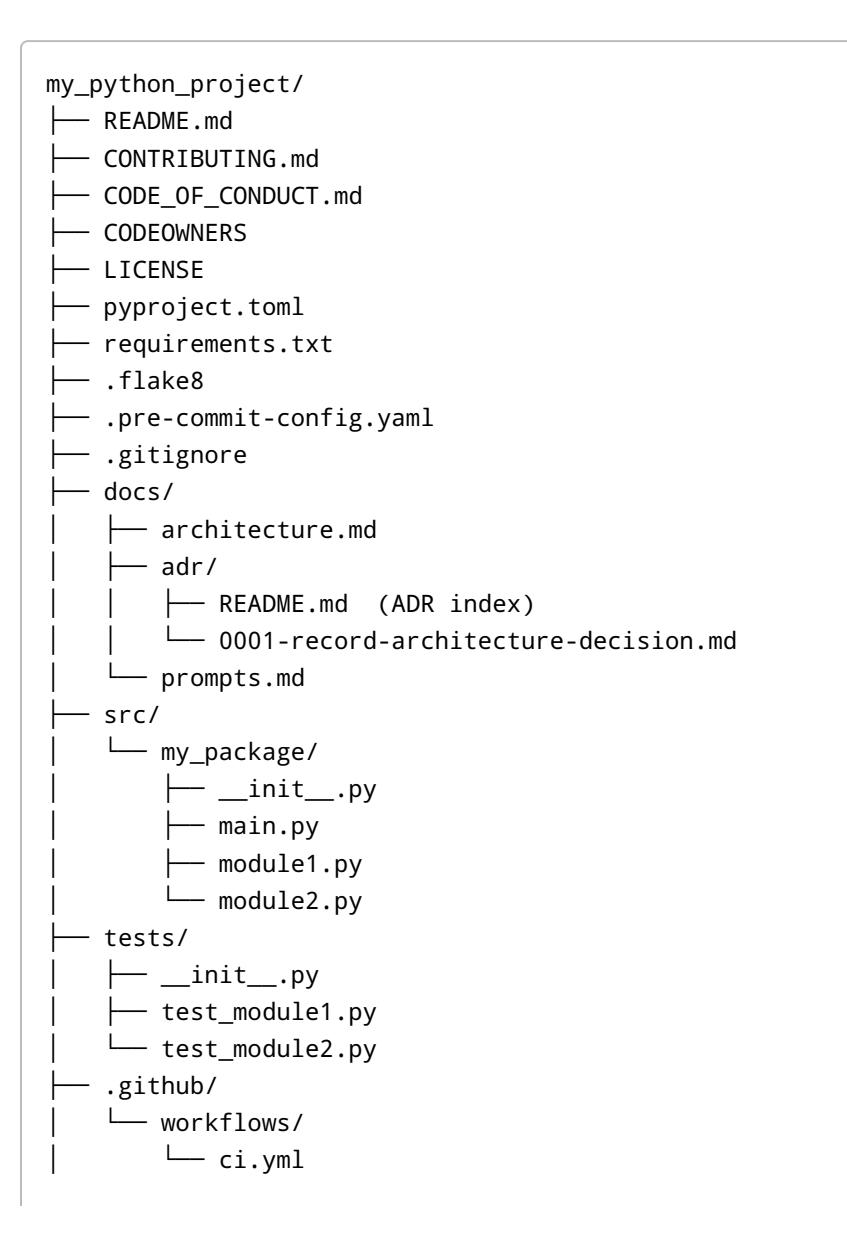 my_python_project/
├── README.md
├── CONTRIBUTING.md
├── CODE_OF_CONDUCT.md
├── CODEOWNERS
├── LICENSE
├── pyproject.toml
├── requirements.txt
├── .flake8
├── .pre-commit-config.yaml
├── .gitignore
├── docs/
│   ├── architecture.md
│   ├── adr/
│   │   ├── README.md  (ADR index)
│   │   └── 0001-record-architecture-decision.md
│   └── prompts.md
├── src/
│   └── my_package/
│       ├── __init__.py
│       ├── main.py
│       ├── module1.py
│       └── module2.py
├── tests/
│   ├── __init__.py
│   ├── test_module1.py
│   └── test_module2.py
├── .github/
│   └── workflows/
│       └── ci.yml